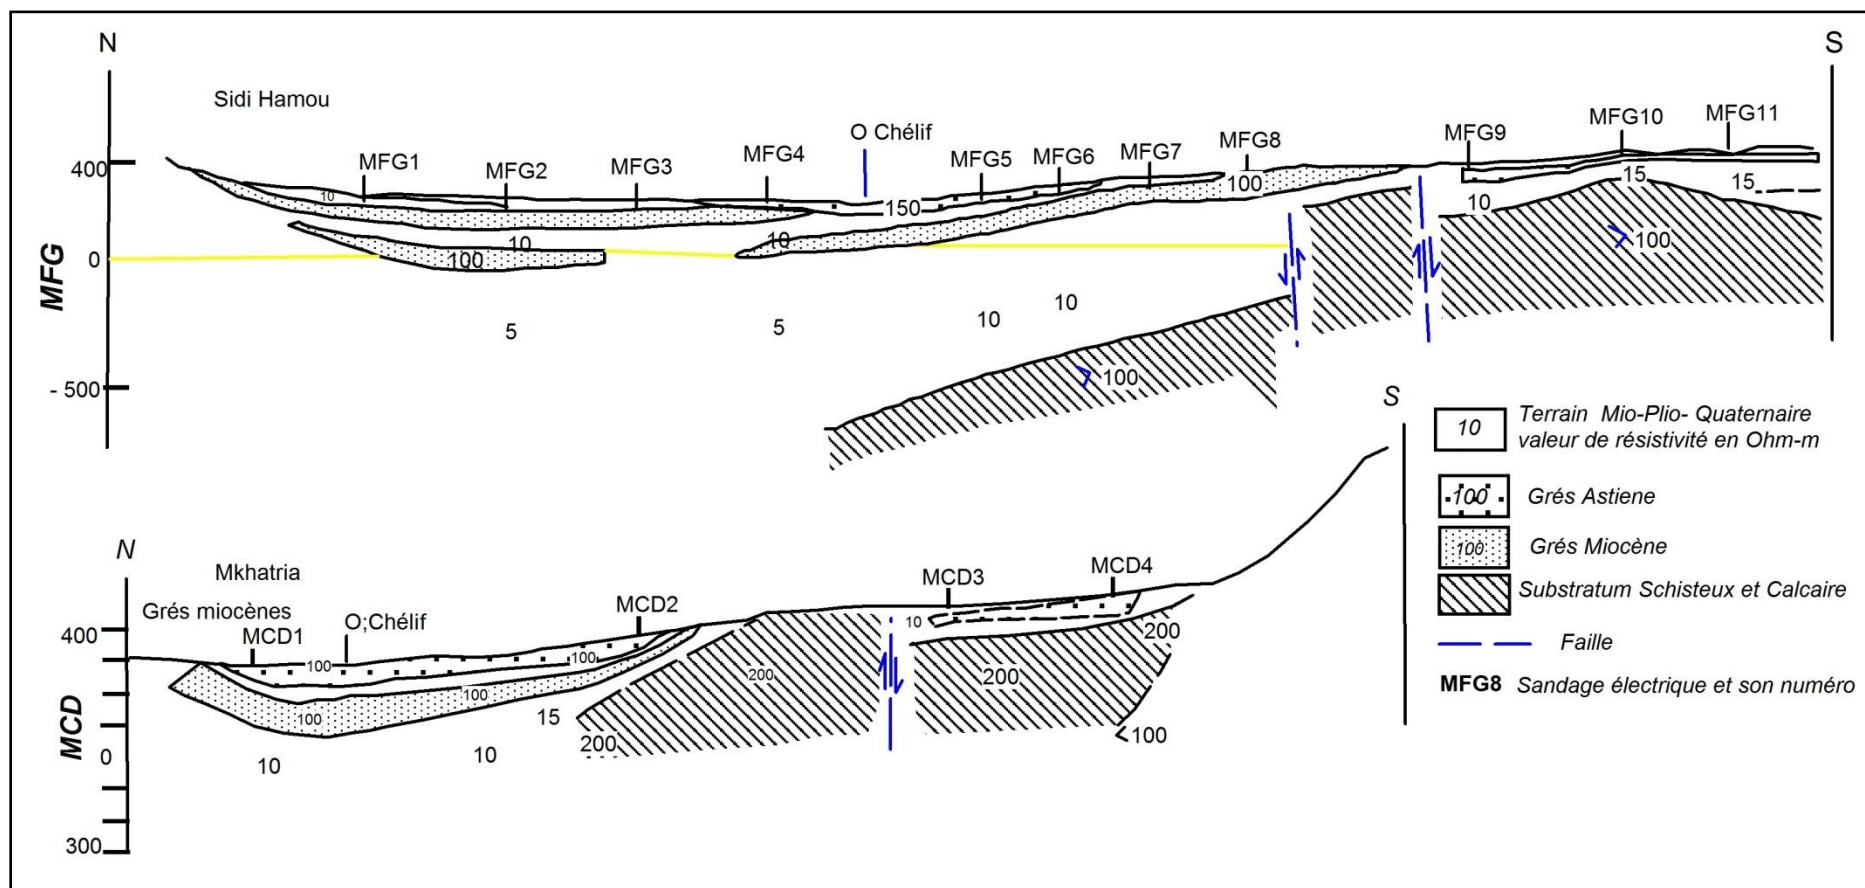 N
S
Sidi Hamou
O Chélif
MFG1
MFG2
MFG3
MFG4
MFG5
MFG6
MFG7
MFG8
MFG9
MFG10
MFG11
400
0
- 500
MFG
10
150
100
10
10
100
15
15
10
100
5
5
10
10
100
S
10 Terrain Mio-Plio- Quaternaire
valeur de résistivité en Ohm-m
100 Grés Astiene
100 Grés Miocène
Substratum Schisteux et Calcaire
Faille
MFG8 Sandage électrique et son numéro
N
Mkhatria
Grés miocènes
MCD1
O;Chélif
MCD2
MCD3
MCD4
400
0
300
MCD
100
100
10
200
100
100
15
200
200
200
100
10
10